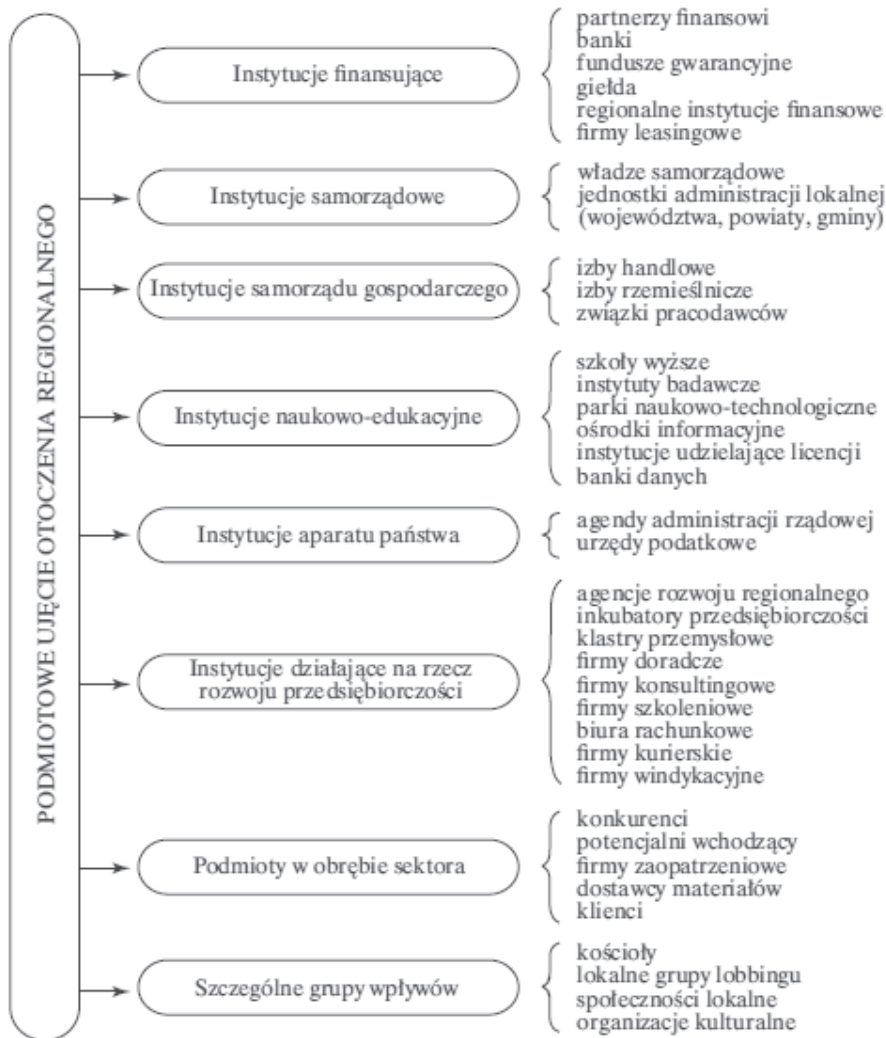 PODMIOTOWE UJĘCIE OTOCZENIA REGIONALNEGO
Instytucje finansujące
partnerzy finansowi
banki
fundusze gwarancyjne
giełda
regionalne instytucje finansowe
firmy leasingowe
Instytucje samorządowe
władze samorządowe
jednostki administracji lokalnej
(województwa, powiaty, gminy)
Instytucje samorządu gospodarczego
izby handlowe
izby rzemieślnicze
związki pracodawców
Instytucje naukowo-edukacyjne
szkoły wyższe
instytuty badawcze
parki naukowo-technologiczne
ośrodki informacyjne
instytucje udzielające licencji
banki danych
Instytucje aparatu państwa
agendy administracji rządowej
urzędy podatkowe
Instytucje działające na rzecz
rozwoju przedsiębiorczości
agencje rozwoju regionalnego
inkubatory przedsiębiorczości
klastry przemysłowe
firmy doradcze
firmy konsultingowe
firmy szkoleniowe
biura rachunkowe
firmy kurierskie
firmy windykacyjne
Podmioty w obrębie sektora
konkurenci
potencjalni wchodzący
firmy zaopatrzeniowe
dostawcy materiałów
klienci
Szczególne grupy wpływów
kościoły
lokalne grupy lobbingu
społeczności lokalne
organizacje kulturalne